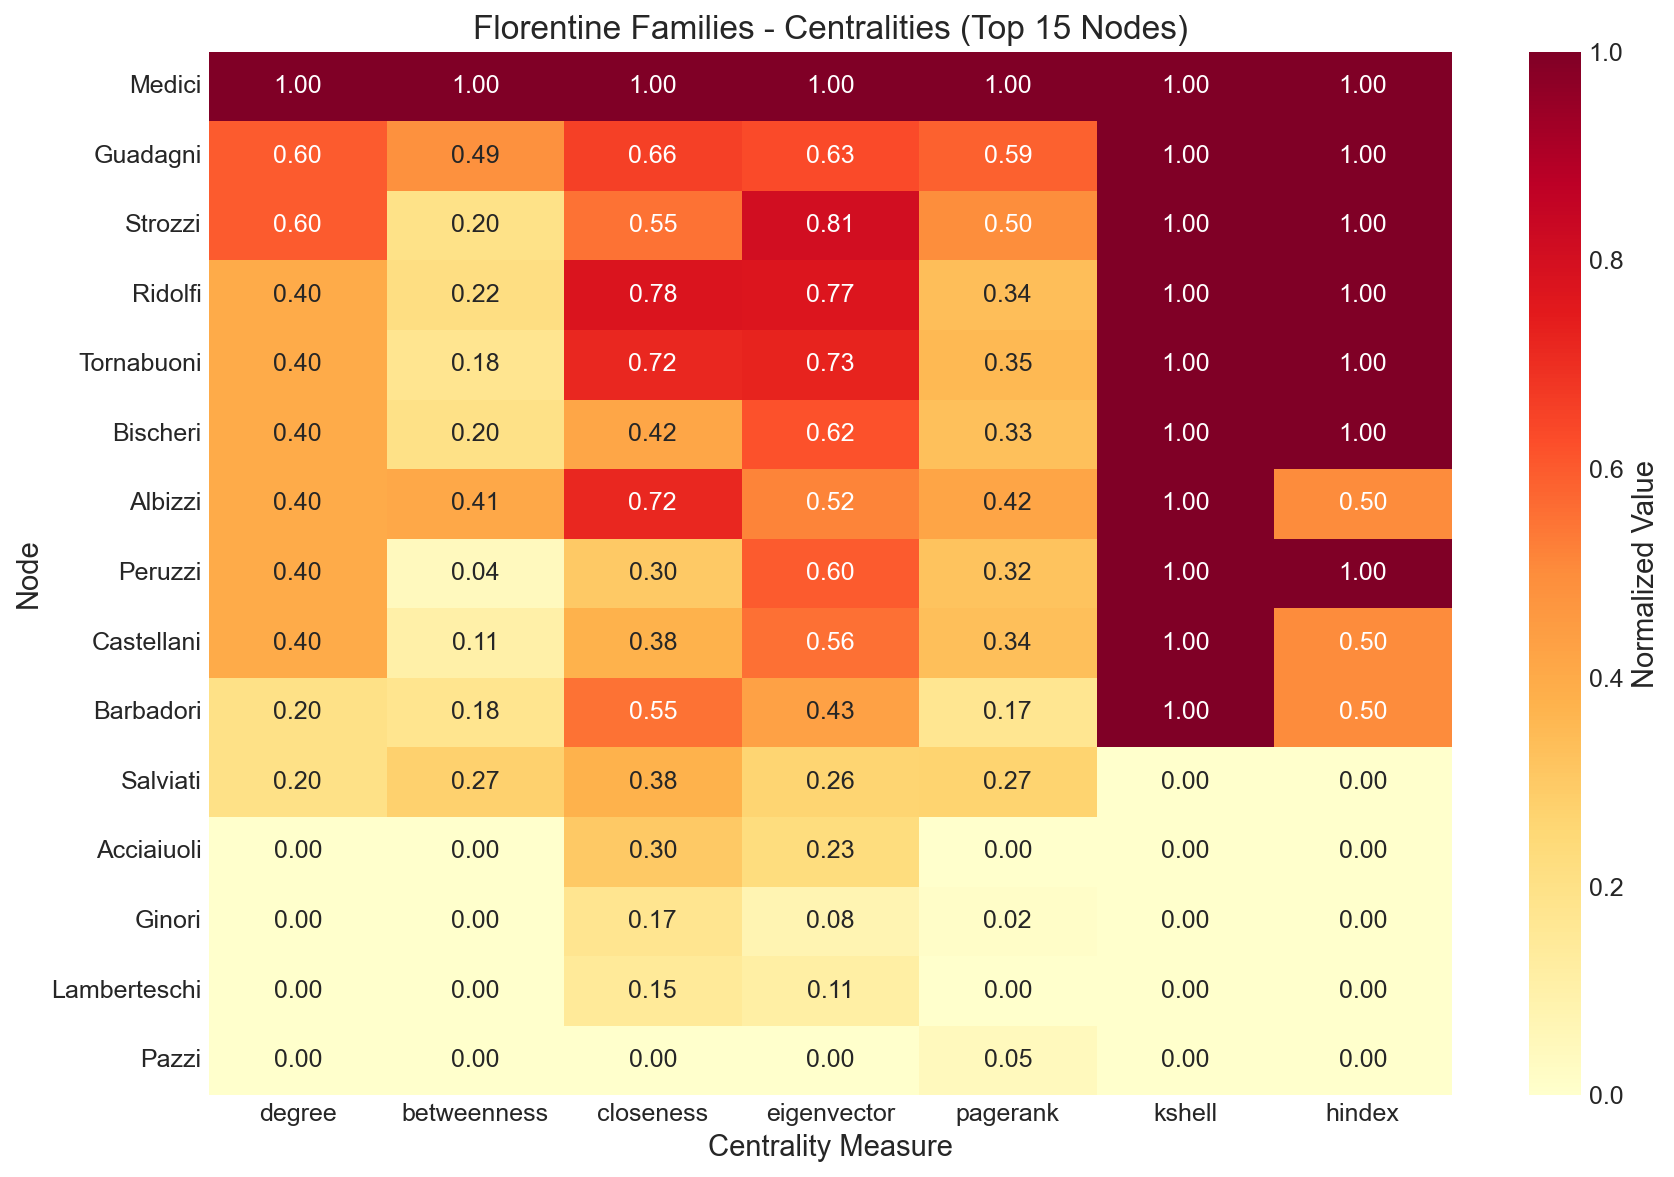 Florentine Families - Centralities (Top 15 Nodes)
Medici 1.00 1.00 1.00 1.00 1.00 1.00 1.00
Guadagni 0.60 0.49 0.66 0.63 0.59 1.00 1.00
Strozzi 0.60 0.20 0.55 0.81 0.50 1.00 1.00
Ridolfi 0.40 0.22 0.78 0.77 0.34 1.00 1.00
Tornabuoni 0.40 0.18 0.72 0.73 0.35 1.00 1.00
Bischeri 0.40 0.20 0.42 0.62 0.33 1.00 1.00
Albizzi 0.40 0.41 0.72 0.52 0.42 1.00 0.50
Peruzzi 0.40 0.04 0.30 0.60 0.32 1.00 1.00
Castellani 0.40 0.11 0.38 0.56 0.34 1.00 0.50
Barbadori 0.20 0.18 0.55 0.43 0.17 1.00 0.50
Salviati 0.20 0.27 0.38 0.26 0.27 0.00 0.00
Acciaiuoli 0.00 0.00 0.30 0.23 0.00 0.00 0.00
Ginori 0.00 0.00 0.17 0.08 0.02 0.00 0.00
Lamberteschi 0.00 0.00 0.15 0.11 0.00 0.00 0.00
Pazzi 0.00 0.00 0.00 0.00 0.05 0.00 0.00
degree betweenness closeness eigenvector pagerank kshell hindex
Centrality Measure
Node
1.0
0.8
0.6
0.4
0.2
0.0
Normalized Value